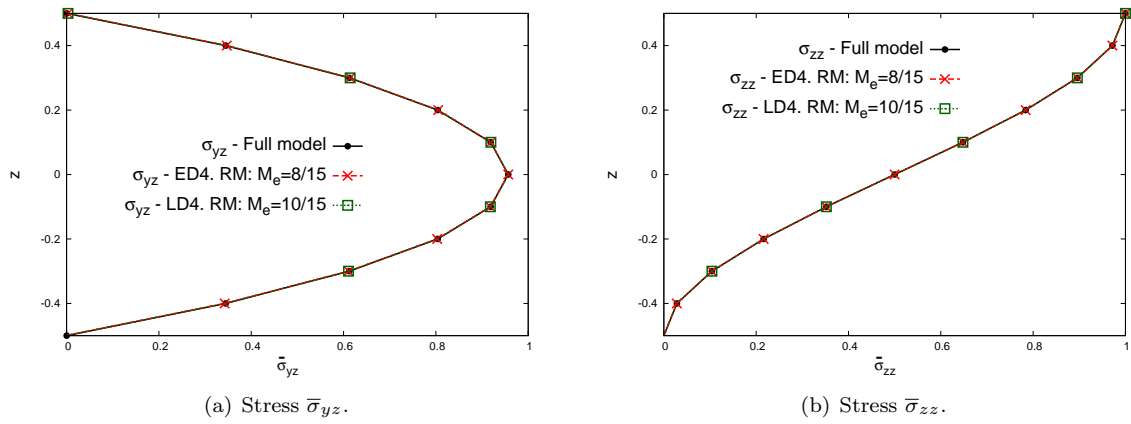 0.4
0.2
0
-0.2
-0.4
z
σyz - Full model
σyz - ED4. RM: Me=8/15
σyz - LD4. RM: Me=10/15
0 0.2 0.4 0.6 0.8 1
σ̄yz
(a) Stress σ̄yz.
0.4
0.2
0
-0.2
-0.4
z
σzz - Full model
σzz - ED4. RM: Me=8/15
σzz - LD4. RM: Me=10/15
0 0.2 0.4 0.6 0.8 1
σ̄zz
(b) Stress σ̄zz.